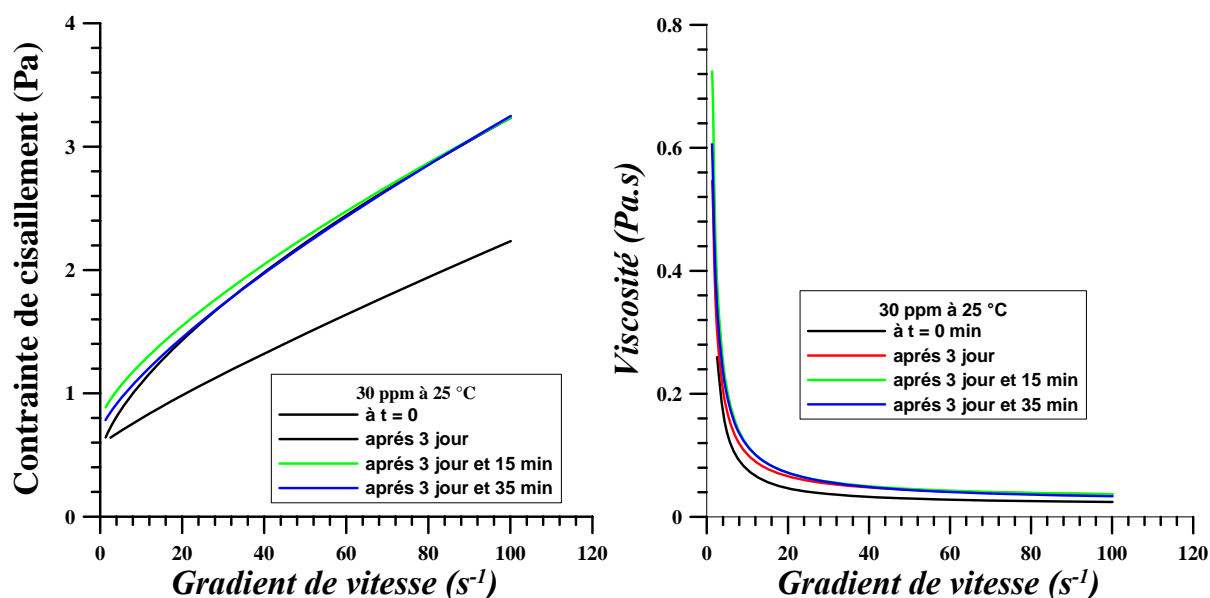 Contrainte de cisaillement (Pa)
4
3
2
1
0
30 ppm à 25 °C
à t = 0
aprés 3 jour
aprés 3 jour et 15 min
aprés 3 jour et 35 min
0 20 40 60 80 100 120
Gradient de vitesse (s-1)
Viscosité (Pa.s)
0.8
0.6
0.4
0.2
0
30 ppm à 25 °C
à t = 0 min
aprés 3 jour
aprés 3 jour et 15 min
aprés 3 jour et 35 min
0 20 40 60 80 100 120
Gradient de vitesse (s-1)